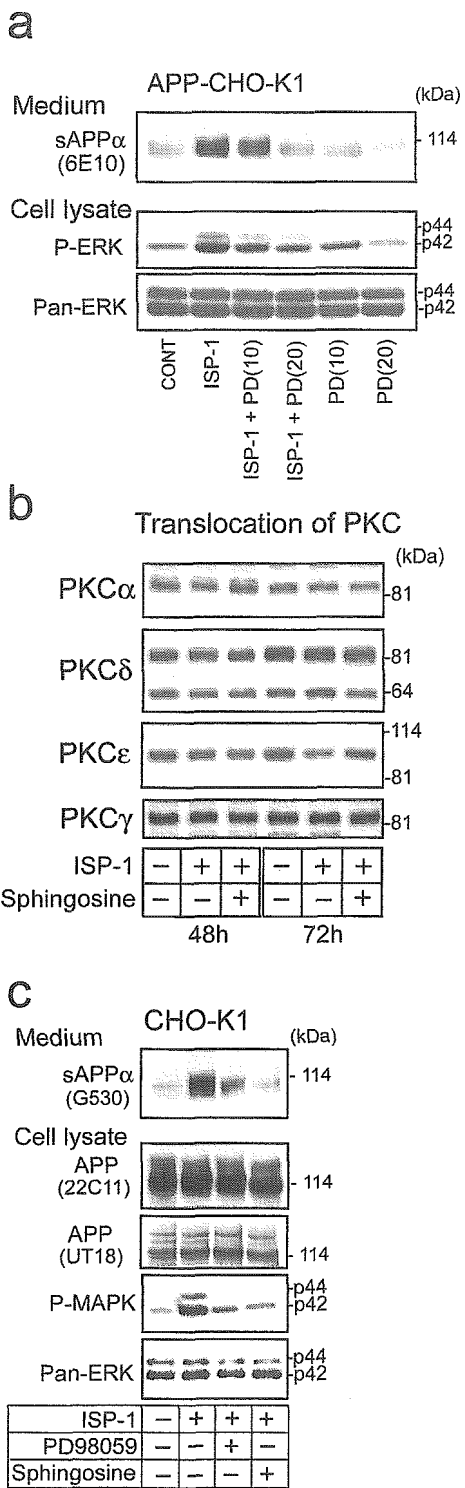 a
APP-CHO-K1
Medium
(kDa)
sAPPα
(6E10)
- 114
Cell lysate
P-ERK
-p44
-p42
Pan-ERK
-p44
-p42
CONT
ISP-1
ISP-1 + PD(10)
ISP-1 + PD(20)
PD(10)
PD(20)
b
Translocation of PKC
(kDa)
PKCα
-81
PKCδ
-81
-64
PKCε
-114
-81
PKCγ
-81
ISP-1 − + + − + +
Sphingosine − − + − − +
48h 72h
c
CHO-K1
Medium
(kDa)
sAPPα
(G530)
- 114
Cell lysate
APP
(22C11)
- 114
APP
(UT18)
- 114
P-MAPK
-p44
-p42
Pan-ERK
-p44
-p42
ISP-1 − + + +
PD98059 − − + −
Sphingosine − − − +